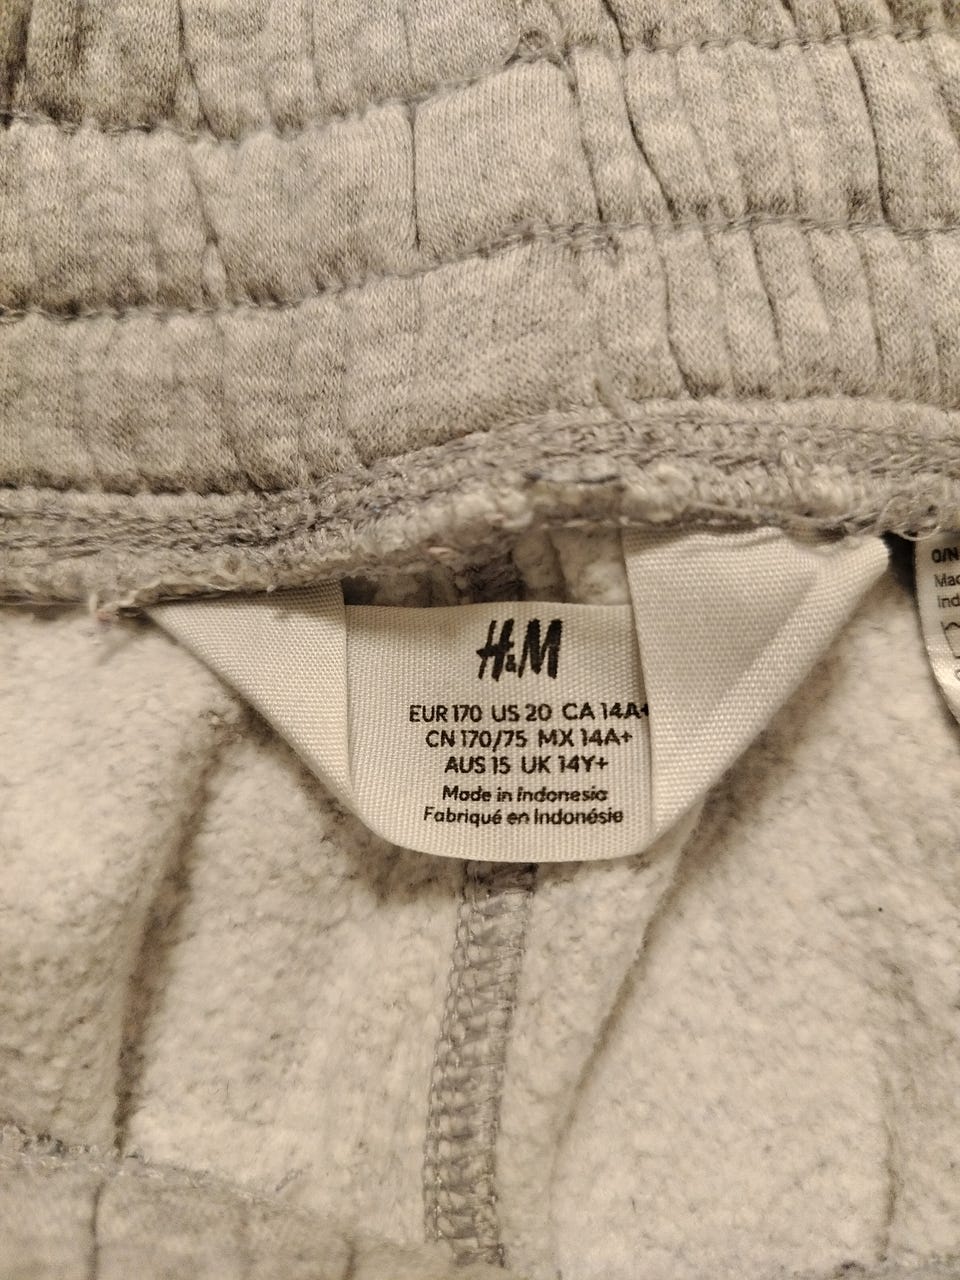 H&M
EUR 170 US 20 CA 14A+
CN 170/75 MX 14A+
AUS 15 UK 14Y+
Made in Indonesia
Fabriqué en Indonésie
O/N